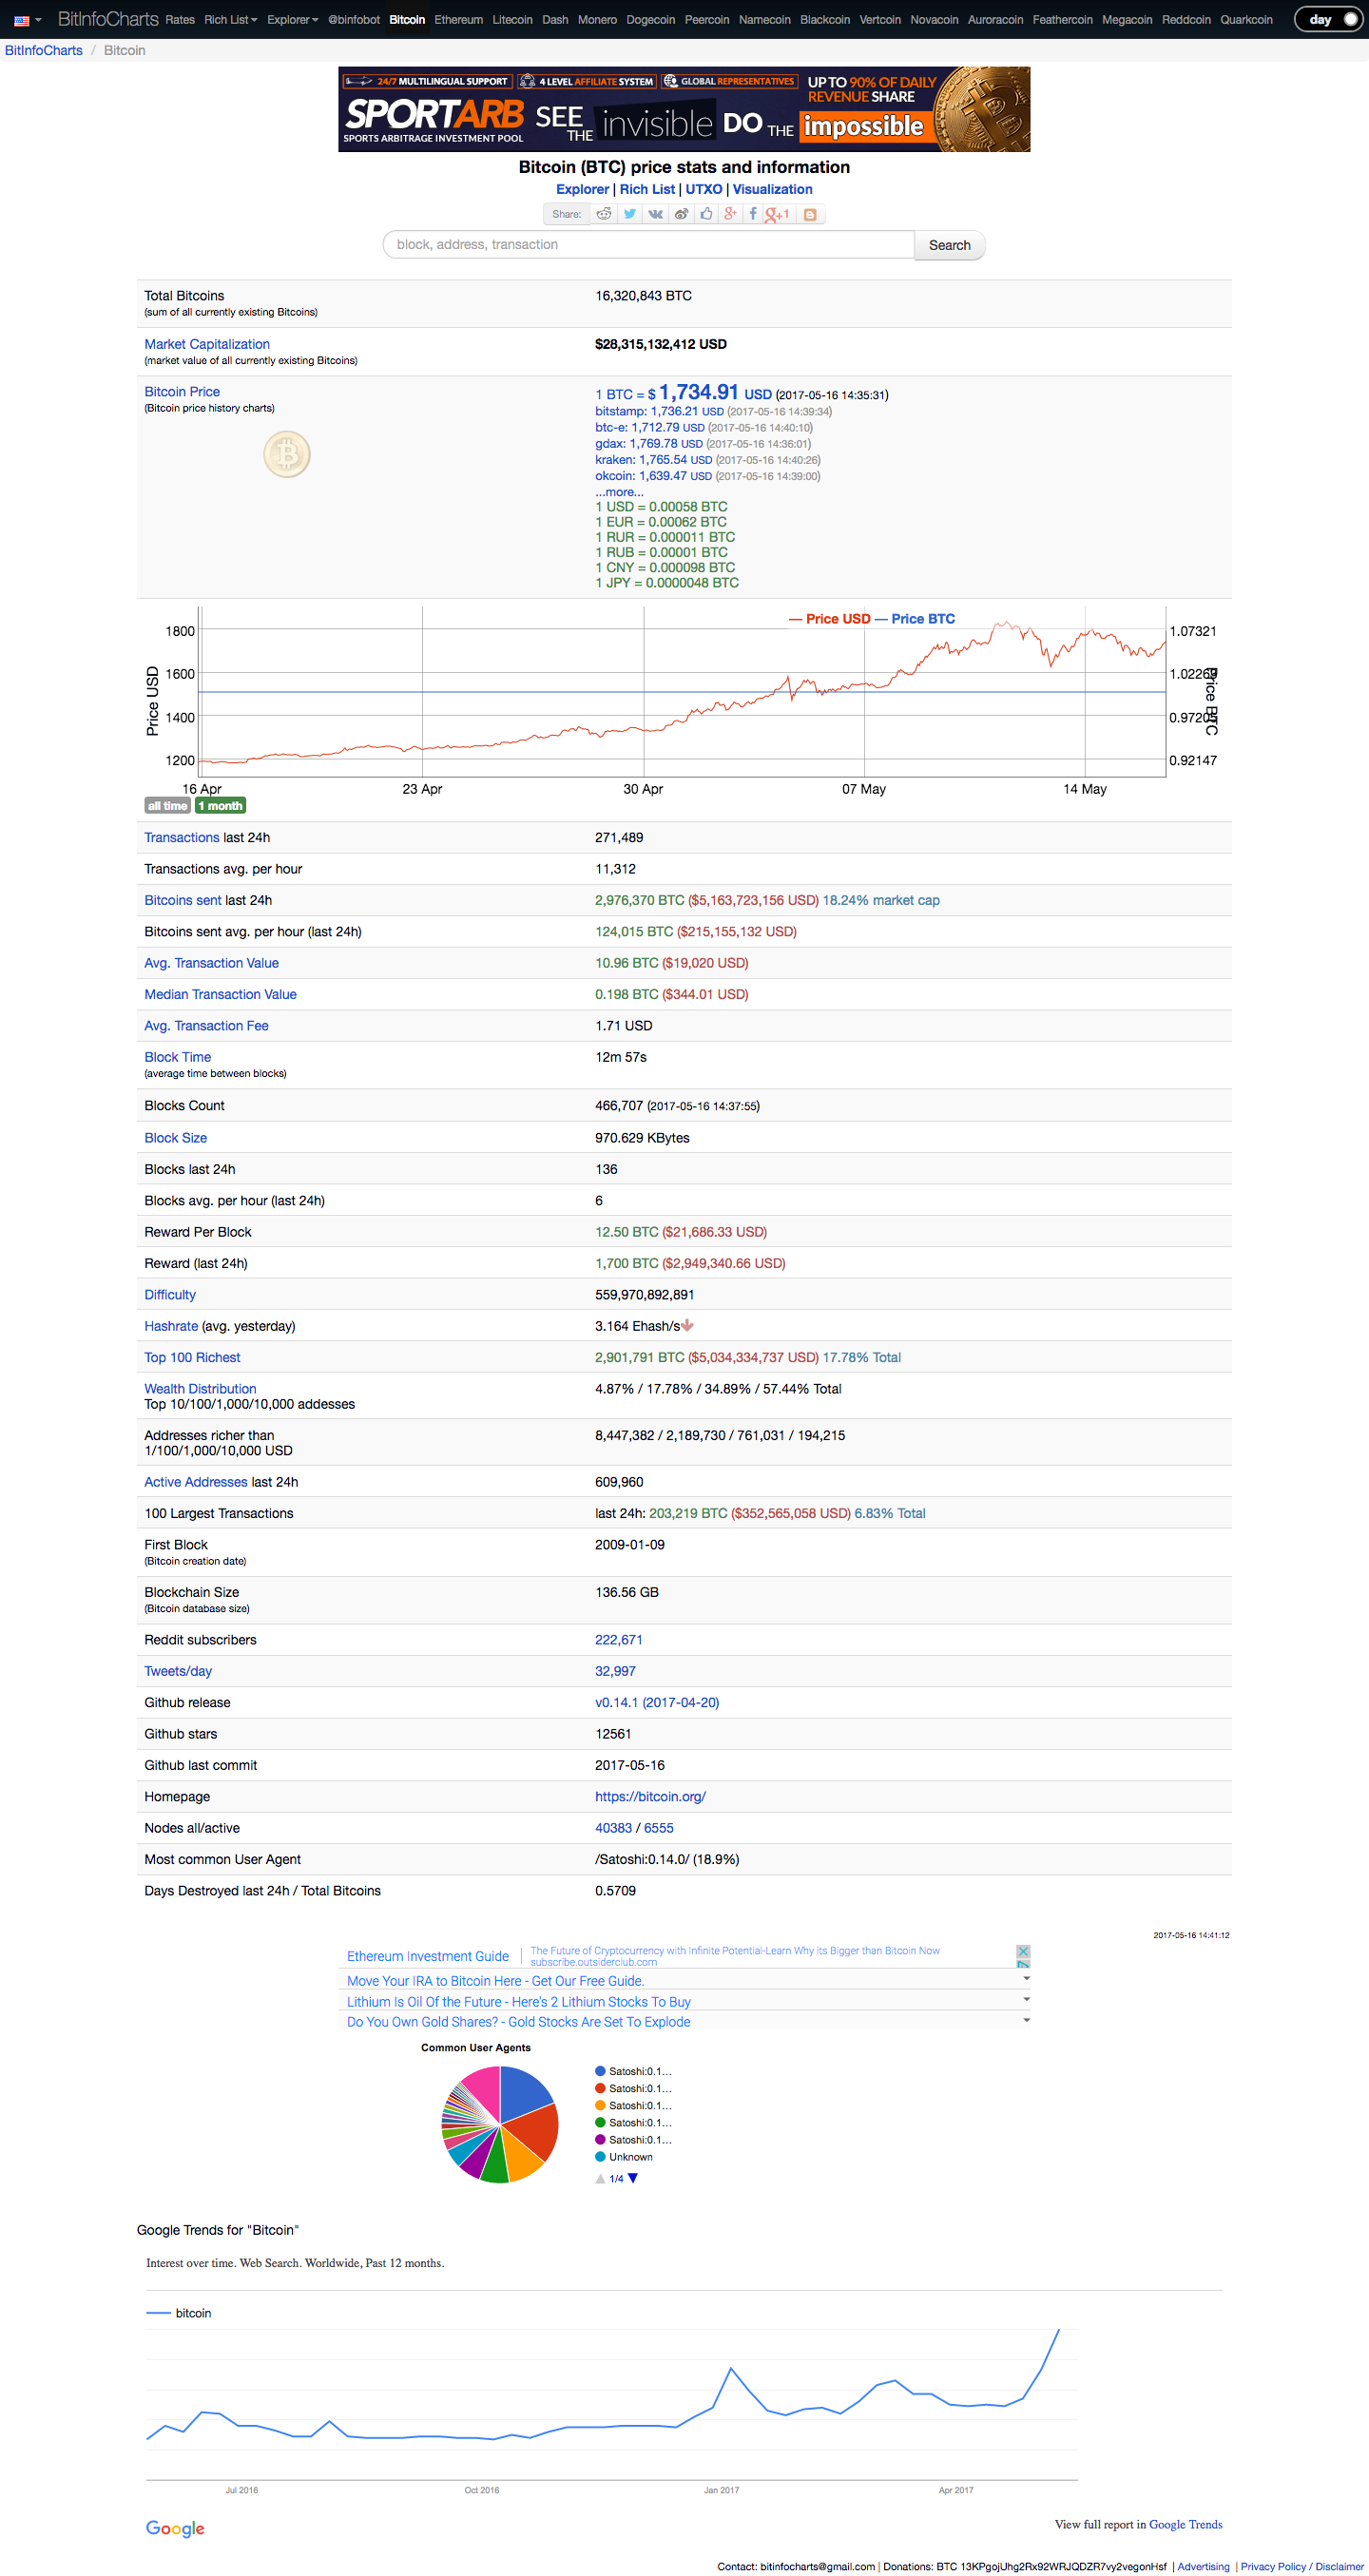 BitInfoCharts Rates Rich List Explorer @binfobot Bitcoin Ethereum Litecoin Dash Monero Dogecoin Peercoin Namecoin Blackcoin Vertcoin Novacoin Auroracoin Feathercoin Megacoin Reddcoin Quarkcoin day
BitInfoCharts / Bitcoin
24/7 MULTILINGUAL SUPPORT 4 LEVEL AFFILIATE SYSTEM GLOBAL REPRESENTATIVES UP TO 90% OF DAILY
REVENUE SHARE
SPORTARB SEE THE invisible DO THE impossible
SPORTS ARBITRAGE INVESTMENT POOL
Bitcoin (BTC) price stats and information
Explorer | Rich List | UTXO | Visualization
Share: g+ f g+1
block, address, transaction Search
Total Bitcoins 16,320,843 BTC
(sum of all currently existing Bitcoins)
Market Capitalization $28,315,132,412 USD
(market value of all currently existing Bitcoins)
Bitcoin Price 1 BTC = $ 1,734.91 USD (2017-05-16 14:35:31)
(Bitcoin price history charts) bitstamp: 1,736.21 USD (2017-05-16 14:39:34)
btc-e: 1,712.79 USD (2017-05-16 14:40:10)
gdax: 1,769.78 USD (2017-05-16 14:36:01)
kraken: 1,765.54 USD (2017-05-16 14:40:26)
okcoin: 1,639.47 USD (2017-05-16 14:39:00)
...more...
1 USD = 0.00058 BTC
1 EUR = 0.00062 BTC
1 RUR = 0.000011 BTC
1 RUB = 0.00001 BTC
1 CNY = 0.000098 BTC
1 JPY = 0.0000048 BTC
— Price USD — Price BTC
1800 1.07321
1600 1.02263
1400 0.97205
1200 0.92147
Price USD
Price BTC
16 Apr 23 Apr 30 Apr 07 May 14 May
all time 1 month
Transactions last 24h 271,489
Transactions avg. per hour 11,312
Bitcoins sent last 24h 2,976,370 BTC ($5,163,723,156 USD) 18.24% market cap
Bitcoins sent avg. per hour (last 24h) 124,015 BTC ($215,155,132 USD)
Avg. Transaction Value 10.96 BTC ($19,020 USD)
Median Transaction Value 0.198 BTC ($344.01 USD)
Avg. Transaction Fee 1.71 USD
Block Time 12m 57s
(average time between blocks)
Blocks Count 466,707 (2017-05-16 14:37:55)
Block Size 970.629 KBytes
Blocks last 24h 136
Blocks avg. per hour (last 24h) 6
Reward Per Block 12.50 BTC ($21,686.33 USD)
Reward (last 24h) 1,700 BTC ($2,949,340.66 USD)
Difficulty 559,970,892,891
Hashrate (avg. yesterday) 3.164 Ehash/s
Top 100 Richest 2,901,791 BTC ($5,034,334,737 USD) 17.78% Total
Wealth Distribution 4.87% / 17.78% / 34.89% / 57.44% Total
Top 10/100/1,000/10,000 addesses
Addresses richer than 8,447,382 / 2,189,730 / 761,031 / 194,215
1/100/1,000/10,000 USD
Active Addresses last 24h 609,960
100 Largest Transactions last 24h: 203,219 BTC ($352,565,058 USD) 6.83% Total
First Block 2009-01-09
(Bitcoin creation date)
Blockchain Size 136.56 GB
(Bitcoin database size)
Reddit subscribers 222,671
Tweets/day 32,997
Github release v0.14.1 (2017-04-20)
Github stars 12561
Github last commit 2017-05-16
Homepage https://bitcoin.org/
Nodes all/active 40383 / 6555
Most common User Agent /Satoshi:0.14.0/ (18.9%)
Days Destroyed last 24h / Total Bitcoins 0.5709
2017-05-16 14:41:12
Ethereum Investment Guide The Future of Cryptocurrency with Infinite Potential-Learn Why its Bigger than Bitcoin Now
subscribe.outsiderclub.com
Move Your IRA to Bitcoin Here - Get Our Free Guide.
Lithium Is Oil Of the Future - Here's 2 Lithium Stocks To Buy
Do You Own Gold Shares? - Gold Stocks Are Set To Explode
Common User Agents
Satoshi:0.1...
Satoshi:0.1...
Satoshi:0.1...
Satoshi:0.1...
Satoshi:0.1...
Unknown
1/4
Google Trends for "Bitcoin"
Interest over time. Web Search. Worldwide, Past 12 months.
bitcoin
Jul 2016 Oct 2016 Jan 2017 Apr 2017
Google View full report in Google Trends
Contact: bitinfocharts@gmail.com | Donations: BTC 13KPgojUhg2Rx92WRJQDZR7vy2vegonHsf | Advertising | Privacy Policy / Disclaimer